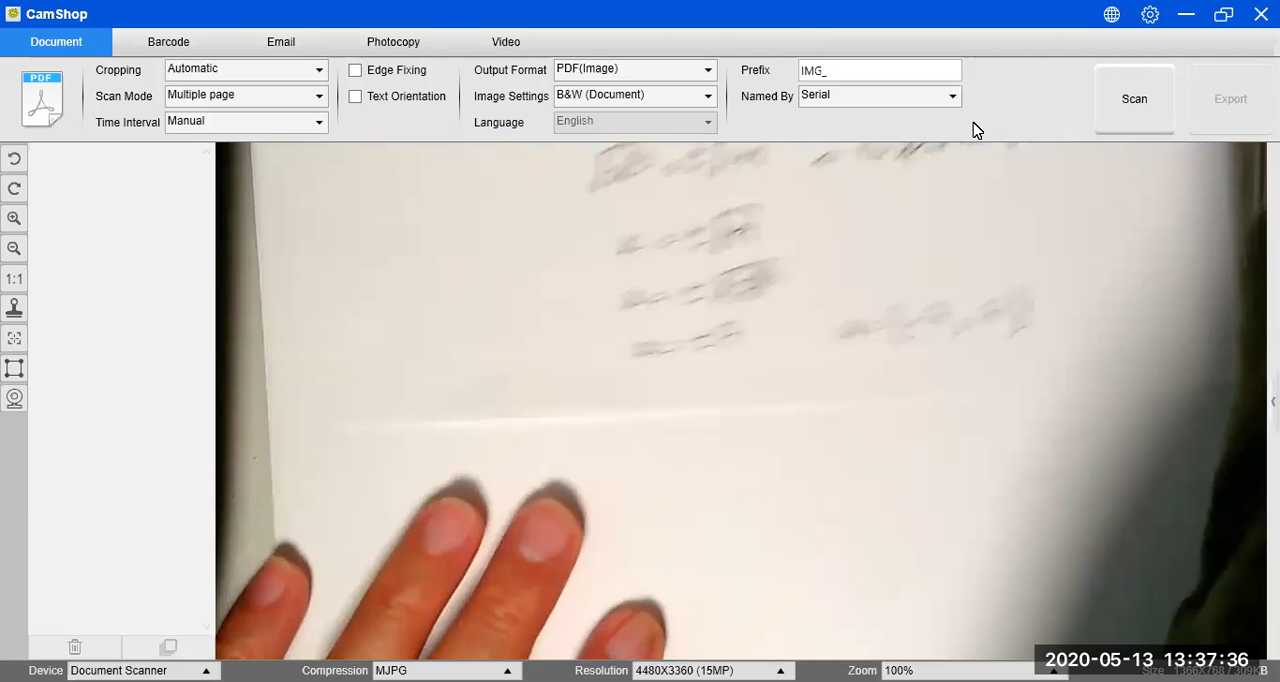 CamShop
Document Barcode Email Photocopy Video
PDF
Cropping Automatic Edge Fixing Output Format PDF(Image) Prefix IMG_
Scan Mode Multiple page Text Orientation Image Settings B&W (Document) Named By Serial
Time Interval Manual Language English
Scan Export
1:1
Device Document Scanner Compression MJPG Resolution 4480X3360 (15MP) Zoom 100%
2020-05-13 13:37:36